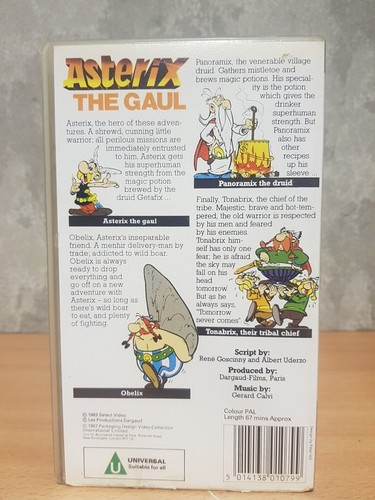 Asterix
THE GAUL
Asterix, the hero of these adven-
tures. A shrewd, cunning little
warrior; all perilous missions are
immediately entrusted
to him. Asterix gets
his superhuman
strength from the
magic potion
brewed by the
druid Getafix ...
Asterix the gaul
Obelix, Asterix's inseparable
friend. A menhir delivery-man by
trade; addicted to wild boar.
Obelix is always
ready to drop
everything and
go off on a new
adventure with
Asterix – so long as
there's wild boar
to eat, and plenty
of fighting.
Obelix
Panoramix, the venerable village
druid. Gathers mistletoe and
brews magic potions. His special-
ity is the potion
which gives the
drinker
superhuman
strength. But
Panoramix
also has
other
recipes
up his
sleeve ...
Panoramix the druid
Finally, Tonabrix, the chief of the
tribe. Majestic, brave and hot-tem-
pered, the old warrior is respected
by his men and feared
by his enemies.
Tonabrix him-
self has only one
fear; he is afraid
the sky may
fall on his
head
tomorrow.
But as he
always says,
"Tomorrow
never comes".
Tonabrix, their tribal chief
Script by:
René Goscinny and Albert Uderzo
Produced by:
Dargaud-Films, Paris
Music by:
Gerard Calvi
Colour PAL
Length 67 mins Approx
© 1983 Select Video
© Les Productions Dargaud
© 1987 Packaging Design Video Collection
International Limited
U
UNIVERSAL
Suitable for all
5 014138 010799